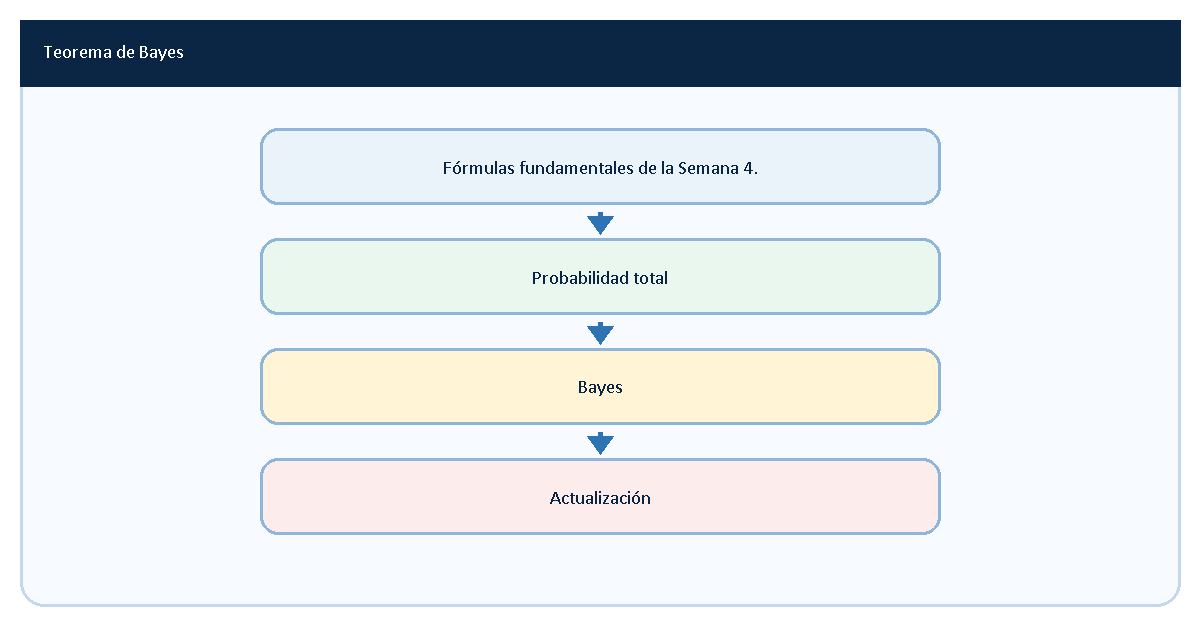 Teorema de Bayes
Fórmulas fundamentales de la Semana 4.
Probabilidad total
Bayes
Actualización